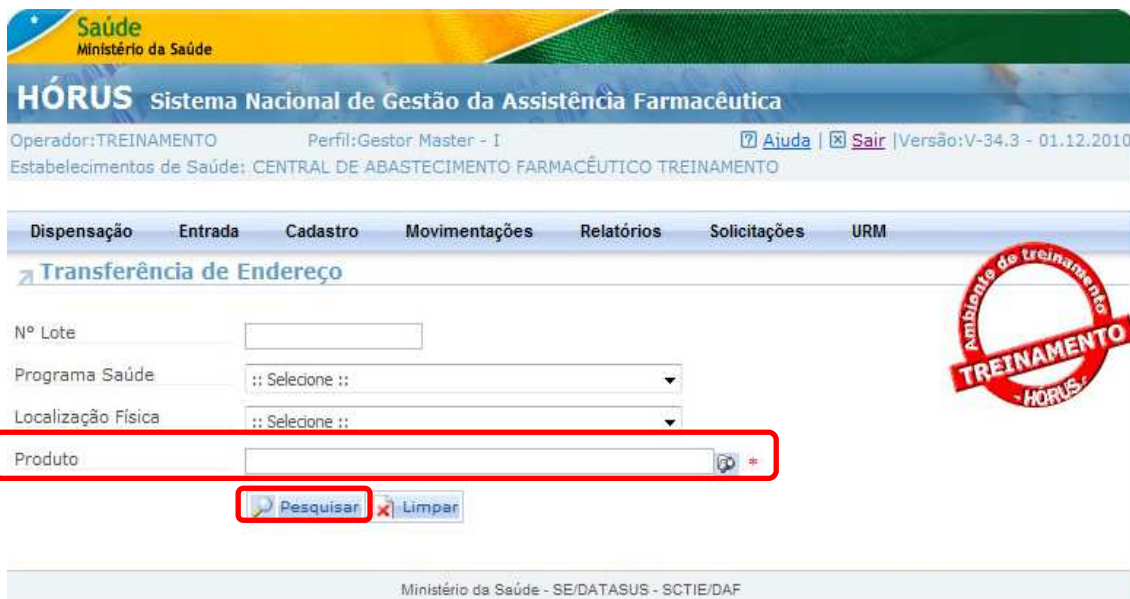 Saúde
Ministério da Saúde
HÓRUS Sistema Nacional de Gestão da Assistência Farmacêutica
Operador:TREINAMENTO Perfil:Gestor Master - I Ajuda | Sair |Versão:V-34.3 - 01.12.2010
Estabelecimentos de Saúde: CENTRAL DE ABASTECIMENTO FARMACÊUTICO TREINAMENTO
Dispensação Entrada Cadastro Movimentações Relatórios Solicitações URM
Transferência de Endereço
Ambiente de treinamento
TREINAMENTO
- HÓRUS -
Nº Lote
Programa Saúde :: Selecione ::
Localização Física :: Selecione ::
Produto *
Pesquisar Limpar
Ministério da Saúde - SE/DATASUS - SCTIE/DAF